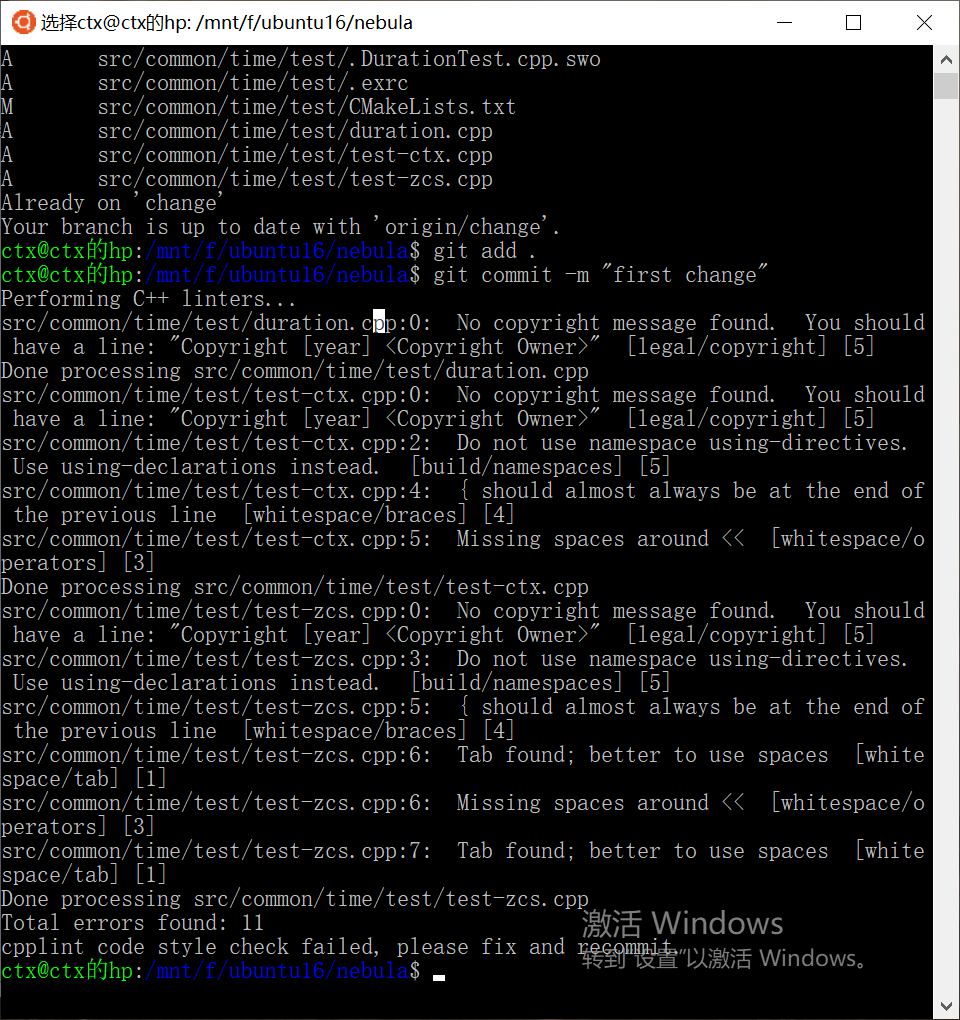 选择ctx@ctx的hp: /mnt/f/ubuntu16/nebula
A       src/common/time/test/.DurationTest.cpp.swo
A       src/common/time/test/.exrc
M       src/common/time/test/CMakeLists.txt
A       src/common/time/test/duration.cpp
A       src/common/time/test/test-ctx.cpp
A       src/common/time/test/test-zcs.cpp
Already on 'change'
Your branch is up to date with 'origin/change'.
ctx@ctx的hp:/mnt/f/ubuntu16/nebula$ git add .
ctx@ctx的hp:/mnt/f/ubuntu16/nebula$ git commit -m "first change"
Performing C++ linters...
src/common/time/test/duration.cpp:0:  No copyright message found.  You should
 have a line: "Copyright [year] <Copyright Owner>"  [legal/copyright] [5]
Done processing src/common/time/test/duration.cpp
src/common/time/test/test-ctx.cpp:0:  No copyright message found.  You should
 have a line: "Copyright [year] <Copyright Owner>"  [legal/copyright] [5]
src/common/time/test/test-ctx.cpp:2:  Do not use namespace using-directives.
 Use using-declarations instead.  [build/namespaces] [5]
src/common/time/test/test-ctx.cpp:4:  { should almost always be at the end of
 the previous line  [whitespace/braces] [4]
src/common/time/test/test-ctx.cpp:5:  Missing spaces around <<  [whitespace/o
perators] [3]
Done processing src/common/time/test/test-ctx.cpp
src/common/time/test/test-zcs.cpp:0:  No copyright message found.  You should
 have a line: "Copyright [year] <Copyright Owner>"  [legal/copyright] [5]
src/common/time/test/test-zcs.cpp:3:  Do not use namespace using-directives.
 Use using-declarations instead.  [build/namespaces] [5]
src/common/time/test/test-zcs.cpp:5:  { should almost always be at the end of
 the previous line  [whitespace/braces] [4]
src/common/time/test/test-zcs.cpp:6:  Tab found; better to use spaces  [white
space/tab] [1]
src/common/time/test/test-zcs.cpp:6:  Missing spaces around <<  [whitespace/o
perators] [3]
src/common/time/test/test-zcs.cpp:7:  Tab found; better to use spaces  [white
space/tab] [1]
Done processing src/common/time/test/test-zcs.cpp
Total errors found: 11
cpplint code style check failed, please fix and recommit.
ctx@ctx的hp:/mnt/f/ubuntu16/nebula$
激活 Windows
转到"设置"以激活 Windows。